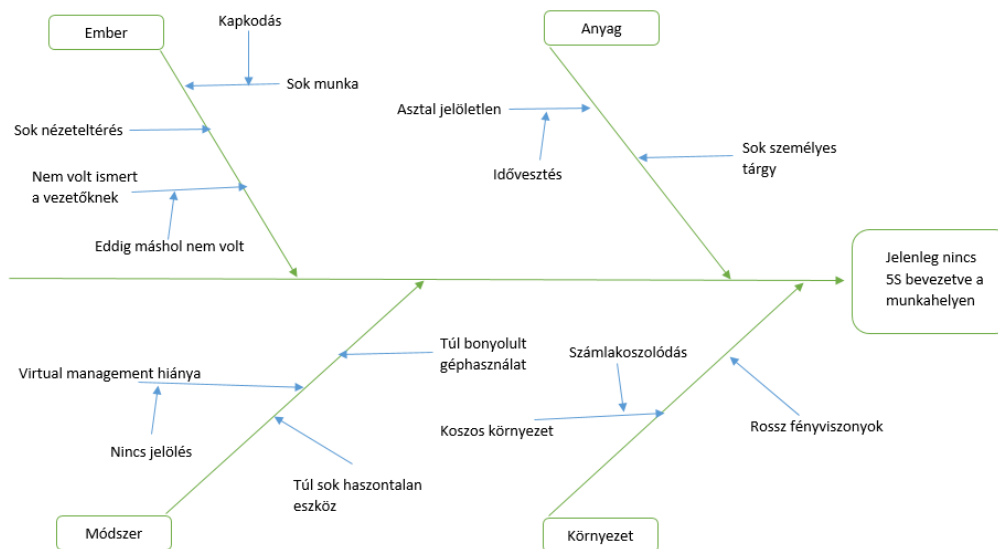 Ember
Kapkodás
Sok munka
Sok nézeteltérés
Nem volt ismert
a vezetőknek
Eddig máshol nem volt
Anyag
Asztal jelöletlen
Idővesztés
Sok személyes
tárgy
Jelenleg nincs
5S bevezetve a
munkahelyen
Túl bonyolult
géphasználat
Virtual management hiánya
Nincs jelölés
Túl sok haszontalan
eszköz
Módszer
Számlakoszolódás
Koszos környezet
Rossz fényviszonyok
Környezet